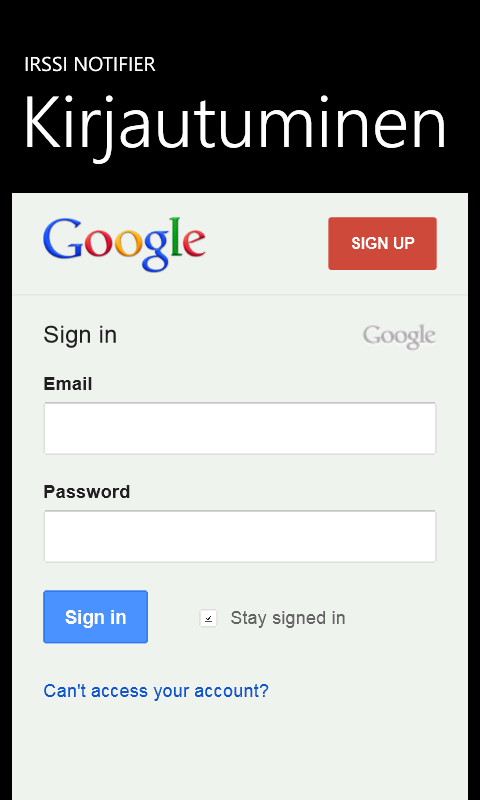 IRSSI NOTIFIER
Kirjautuminen
Google
SIGN UP
Sign in
Google
Email
Password
Sign in
Stay signed in
Can't access your account?